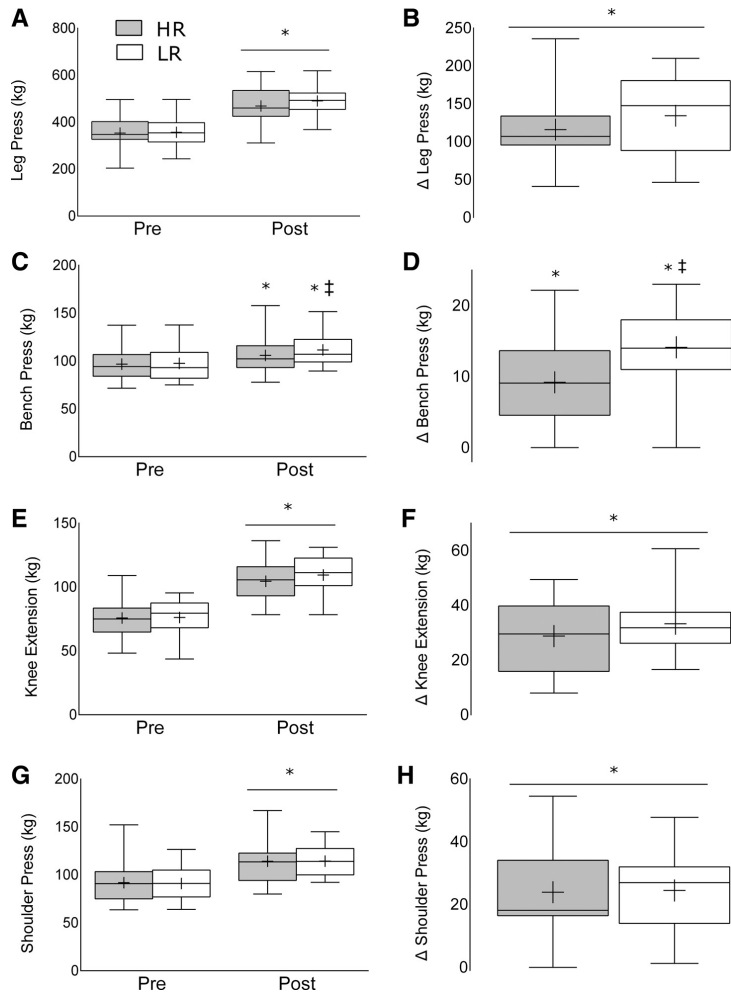 A
HR
LR
*
Leg Press (kg)
800
600
400
200
0
Pre Post
B
*
Δ Leg Press (kg)
250
200
150
100
50
0
C
* * ‡
Bench Press (kg)
200
150
100
50
0
Pre Post
D
* * ‡
Δ Bench Press (kg)
20
10
0
E
*
Knee Extension (kg)
150
100
50
0
Pre Post
F
*
Δ Knee Extension (kg)
60
40
20
0
G
*
Shoulder Press (kg)
200
150
100
50
0
Pre Post
H
*
Δ Shoulder Press (kg)
60
40
20
0